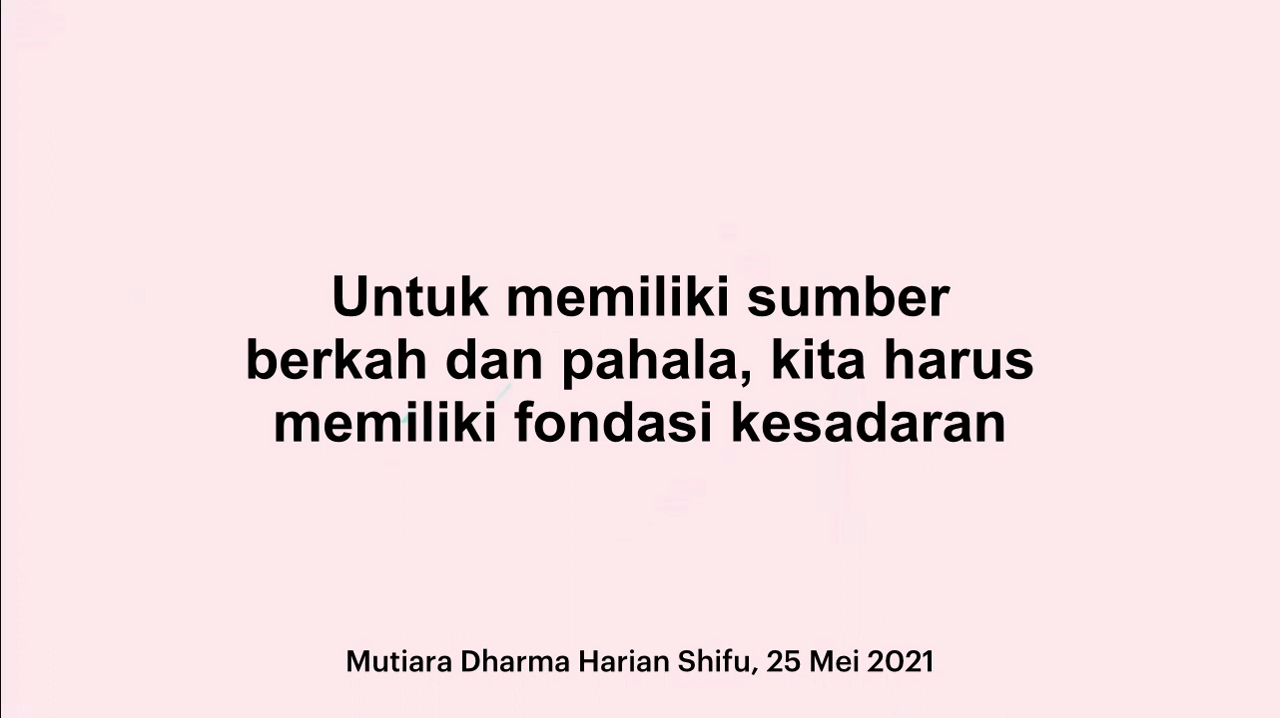 Untuk memiliki sumber
berkah dan pahala, kita harus
memiliki fondasi kesadaran
Mutiara Dharma Harian Shifu, 25 Mei 2021